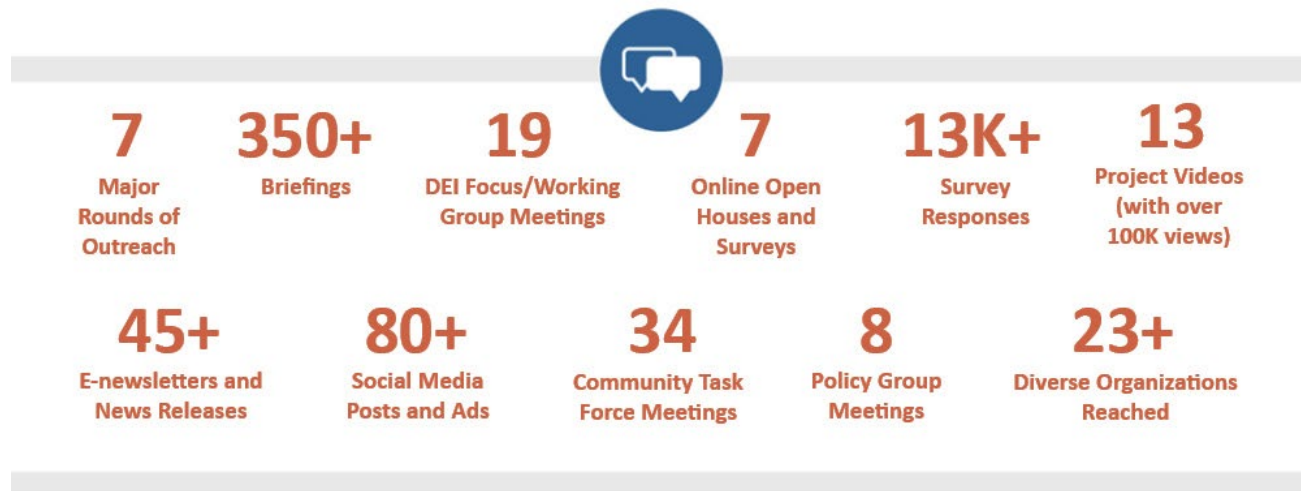 7
Major
Rounds of
Outreach
350+
Briefings
19
DEI Focus/Working
Group Meetings
7
Online Open
Houses and
Surveys
13K+
Survey
Responses
13
Project Videos
(with over
100K views)
45+
E-newsletters and
News Releases
80+
Social Media
Posts and Ads
34
Community Task
Force Meetings
8
Policy Group
Meetings
23+
Diverse Organizations
Reached